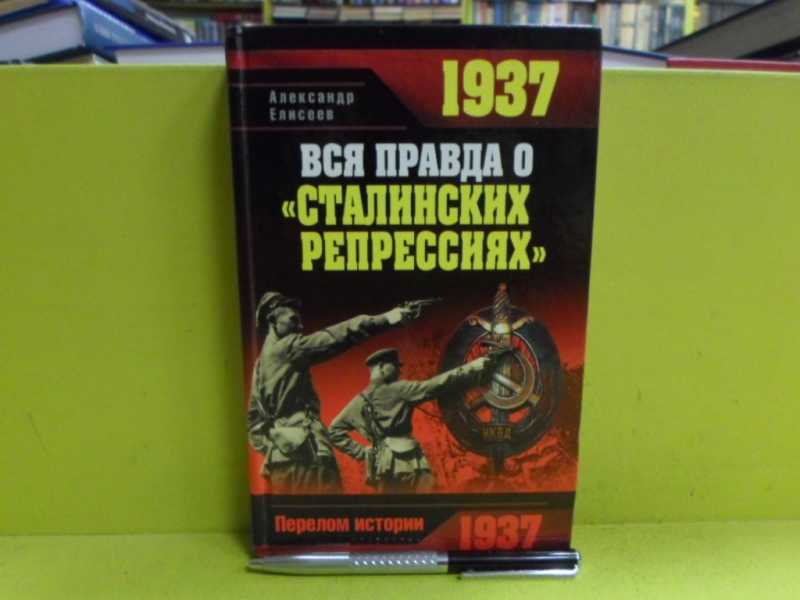 Александр
Елисеев
1937
ВСЯ ПРАВДА О
«СТАЛИНСКИХ
РЕПРЕССИЯХ»
НКВД
Перелом истории
1937